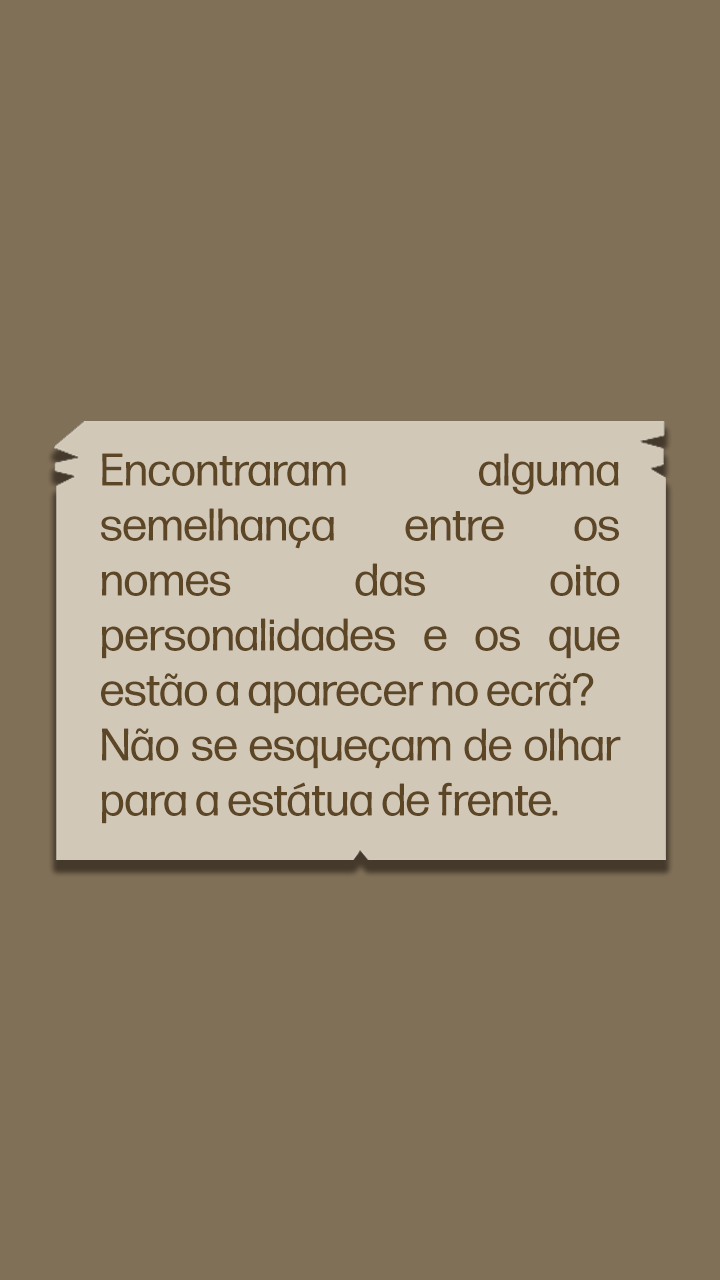 Encontraram alguma
semelhança entre os
nomes das oito
personalidades e os que
estão a aparecer no ecrã?
Não se esqueçam de olhar
para a estátua de frente.